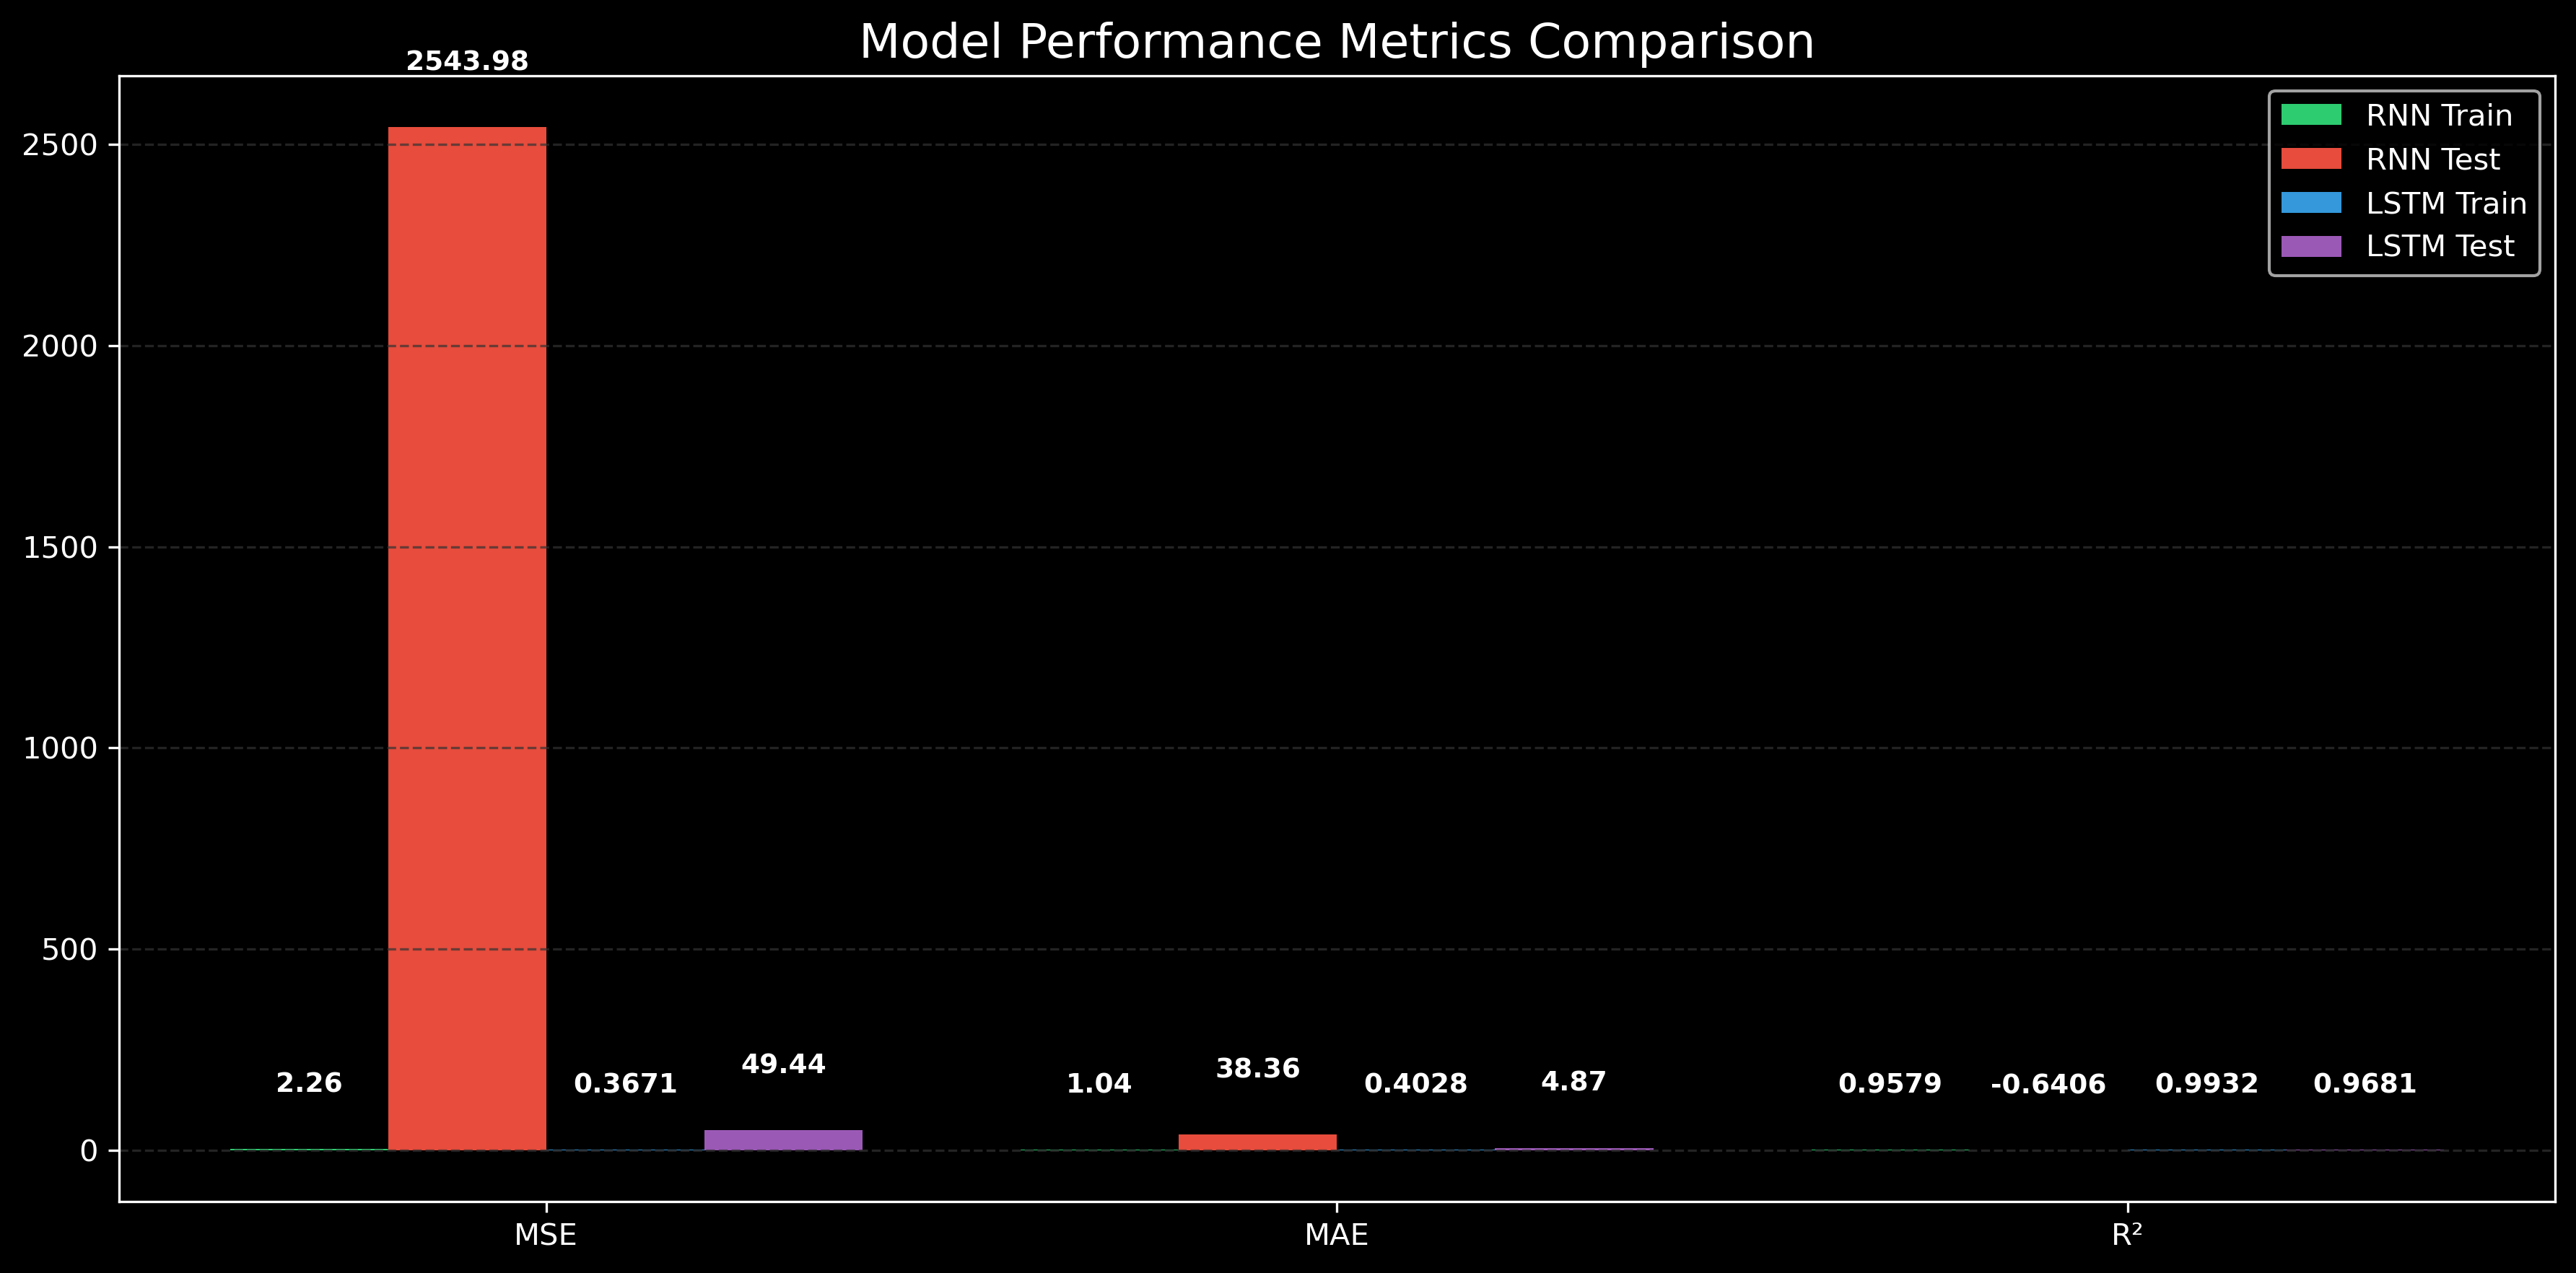 Model Performance Metrics Comparison
2543.98
RNN Train
RNN Test
LSTM Train
LSTM Test
2500
2000
1500
1000
500
0
2.26
0.3671
49.44
1.04
38.36
0.4028
4.87
0.9579
-0.6406
0.9932
0.9681
MSE
MAE
R²